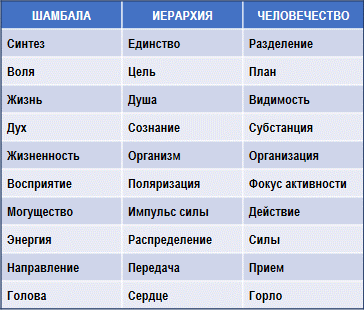 ШАМБАЛА ИЕРАРХИЯ ЧЕЛОВЕЧЕСТВО
Синтез Единство Разделение
Воля Цель План
Жизнь Душа Видимость
Дух Сознание Субстанция
Жизненность Организм Организация
Восприятие Поляризация Фокус активности
Могущество Импульс силы Действие
Энергия Распределение Силы
Направление Передача Прием
Голова Сердце Горло